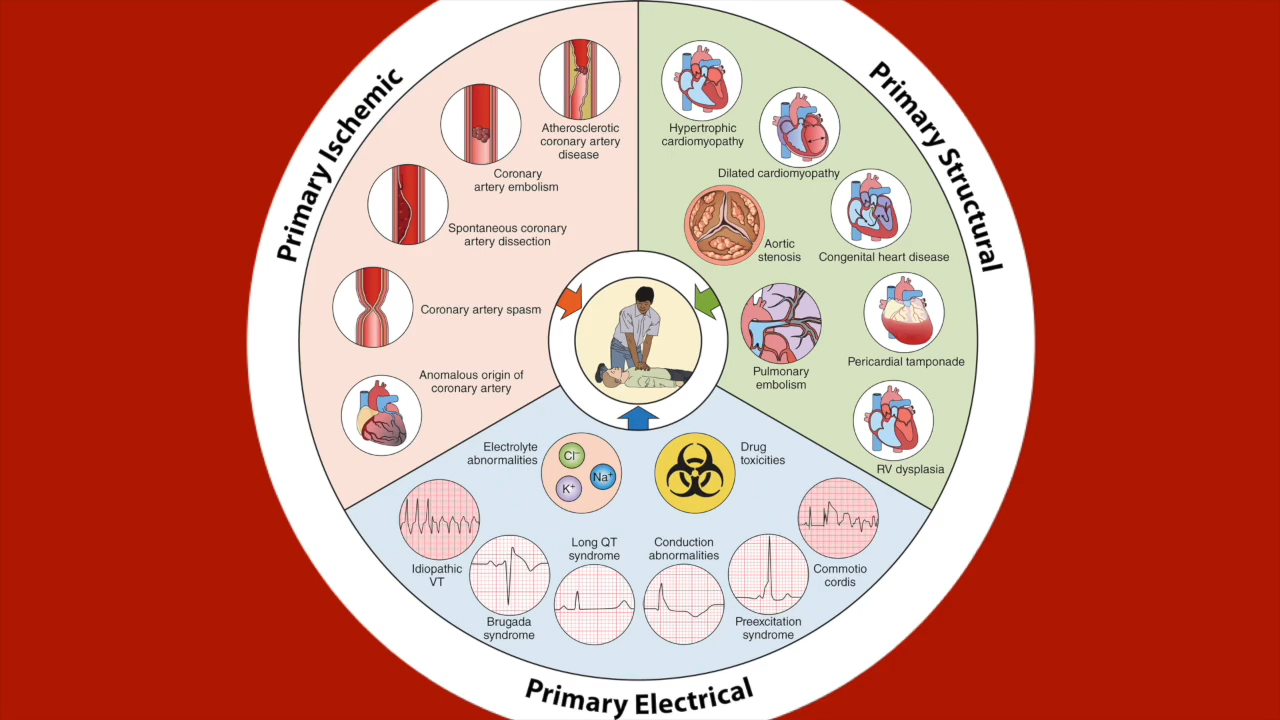 Primary Ischemic
Atherosclerotic
coronary artery
disease
Coronary
artery embolism
Spontaneous coronary
artery dissection
Coronary artery spasm
Anomalous origin of
coronary artery
Primary Structural
Hypertrophic
cardiomyopathy
Dilated cardiomyopathy
Aortic
stenosis
Congenital heart disease
Pulmonary
embolism
Pericardial tamponade
RV dysplasia
Electrolyte
abnormalities
Cl⁻
Na⁺
K⁺
Drug
toxicities
Idiopathic
VT
Brugada
syndrome
Long QT
syndrome
Conduction
abnormalities
Preexcitation
syndrome
Commotio
cordis
Primary Electrical